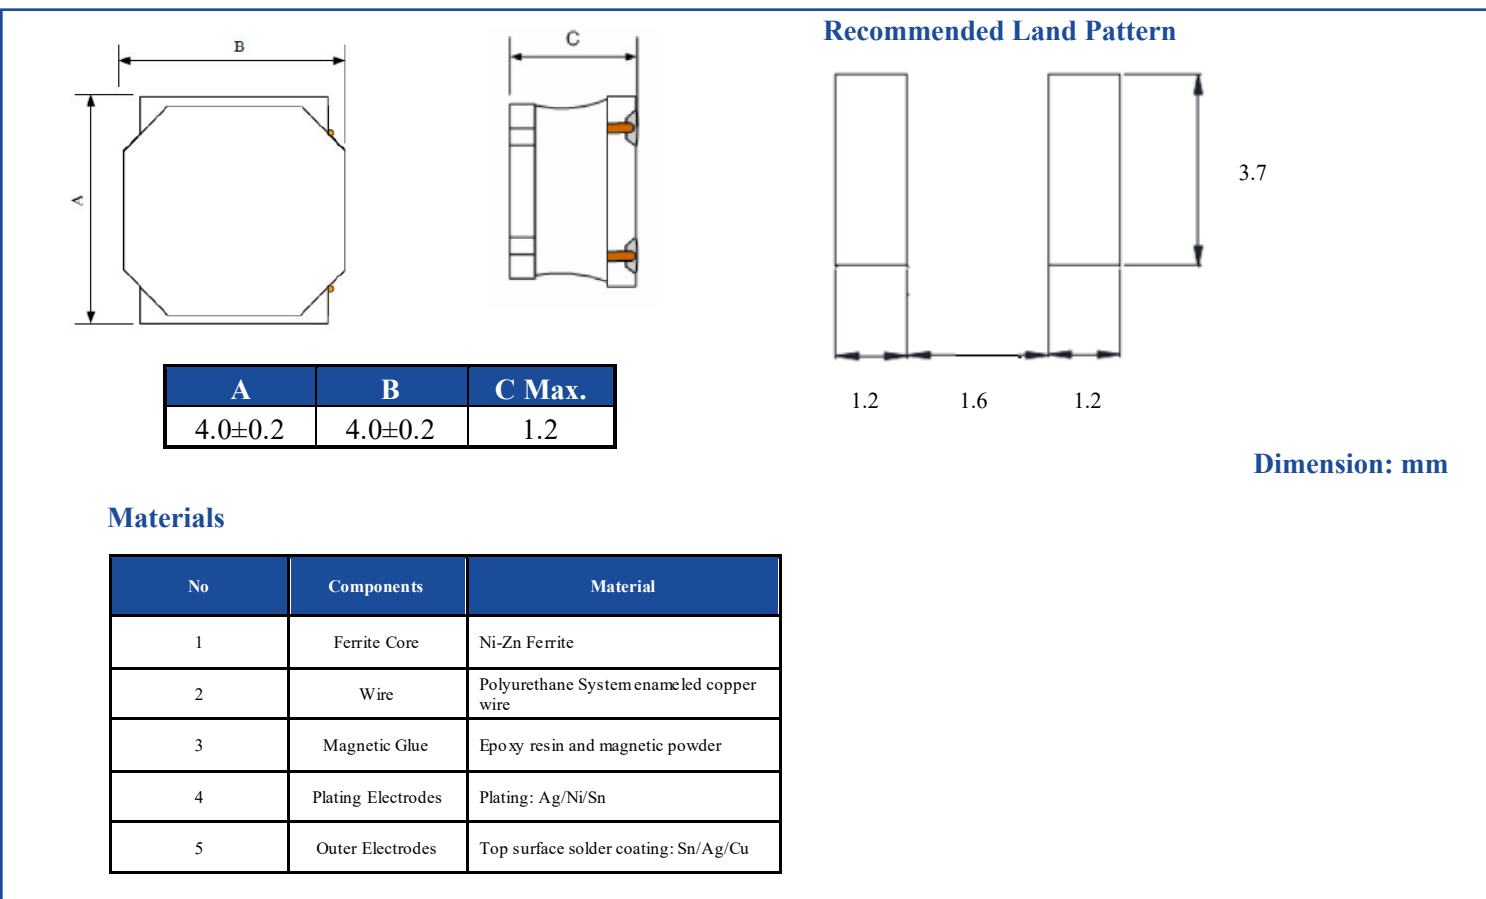 Recommended Land Pattern
B
C
A
3.7
1.2 1.6 1.2
A B C Max.
4.0±0.2 4.0±0.2 1.2
Dimension: mm
Materials
No Components Material
1 Ferrite Core Ni-Zn Ferrite
2 Wire Polyurethane System enameled copper
wire
3 Magnetic Glue Epoxy resin and magnetic powder
4 Plating Electrodes Plating: Ag/Ni/Sn
5 Outer Electrodes Top surface solder coating: Sn/Ag/Cu